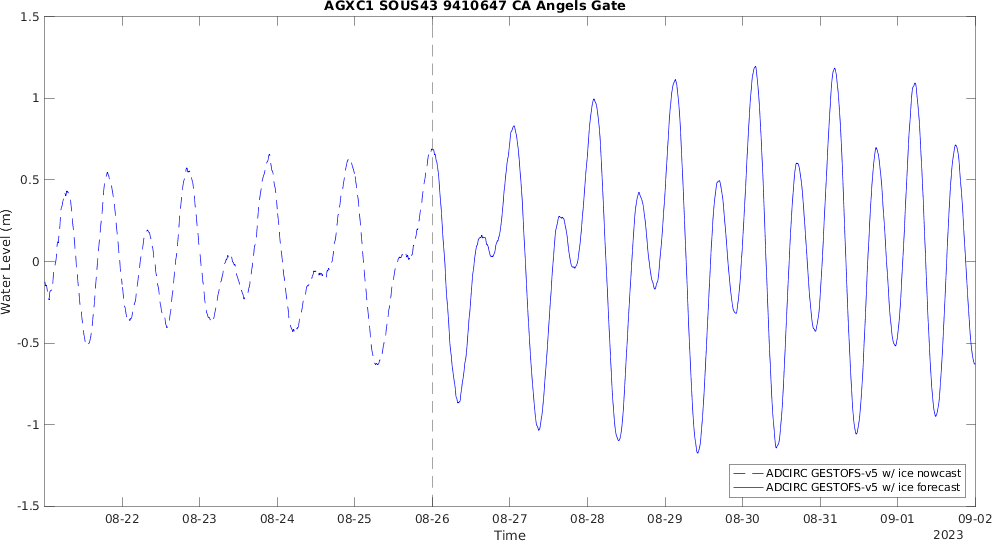 AGXC1 SOUS43 9410647 CA Angels Gate
1.5
1
0.5
0
-0.5
-1
-1.5
Water Level (m)
ADCIRC GESTOFS-v5 w/ ice nowcast
ADCIRC GESTOFS-v5 w/ ice forecast
08-22 08-23 08-24 08-25 08-26 08-27 08-28 08-29 08-30 08-31 09-01 09-02
Time
2023